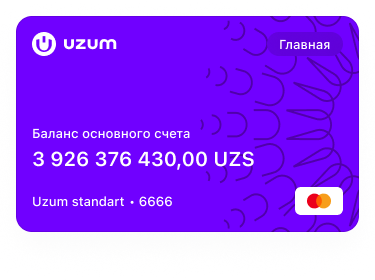 uzum
Главная
Баланс основного счета
3 926 376 430,00 UZS
Uzum standart • 6666